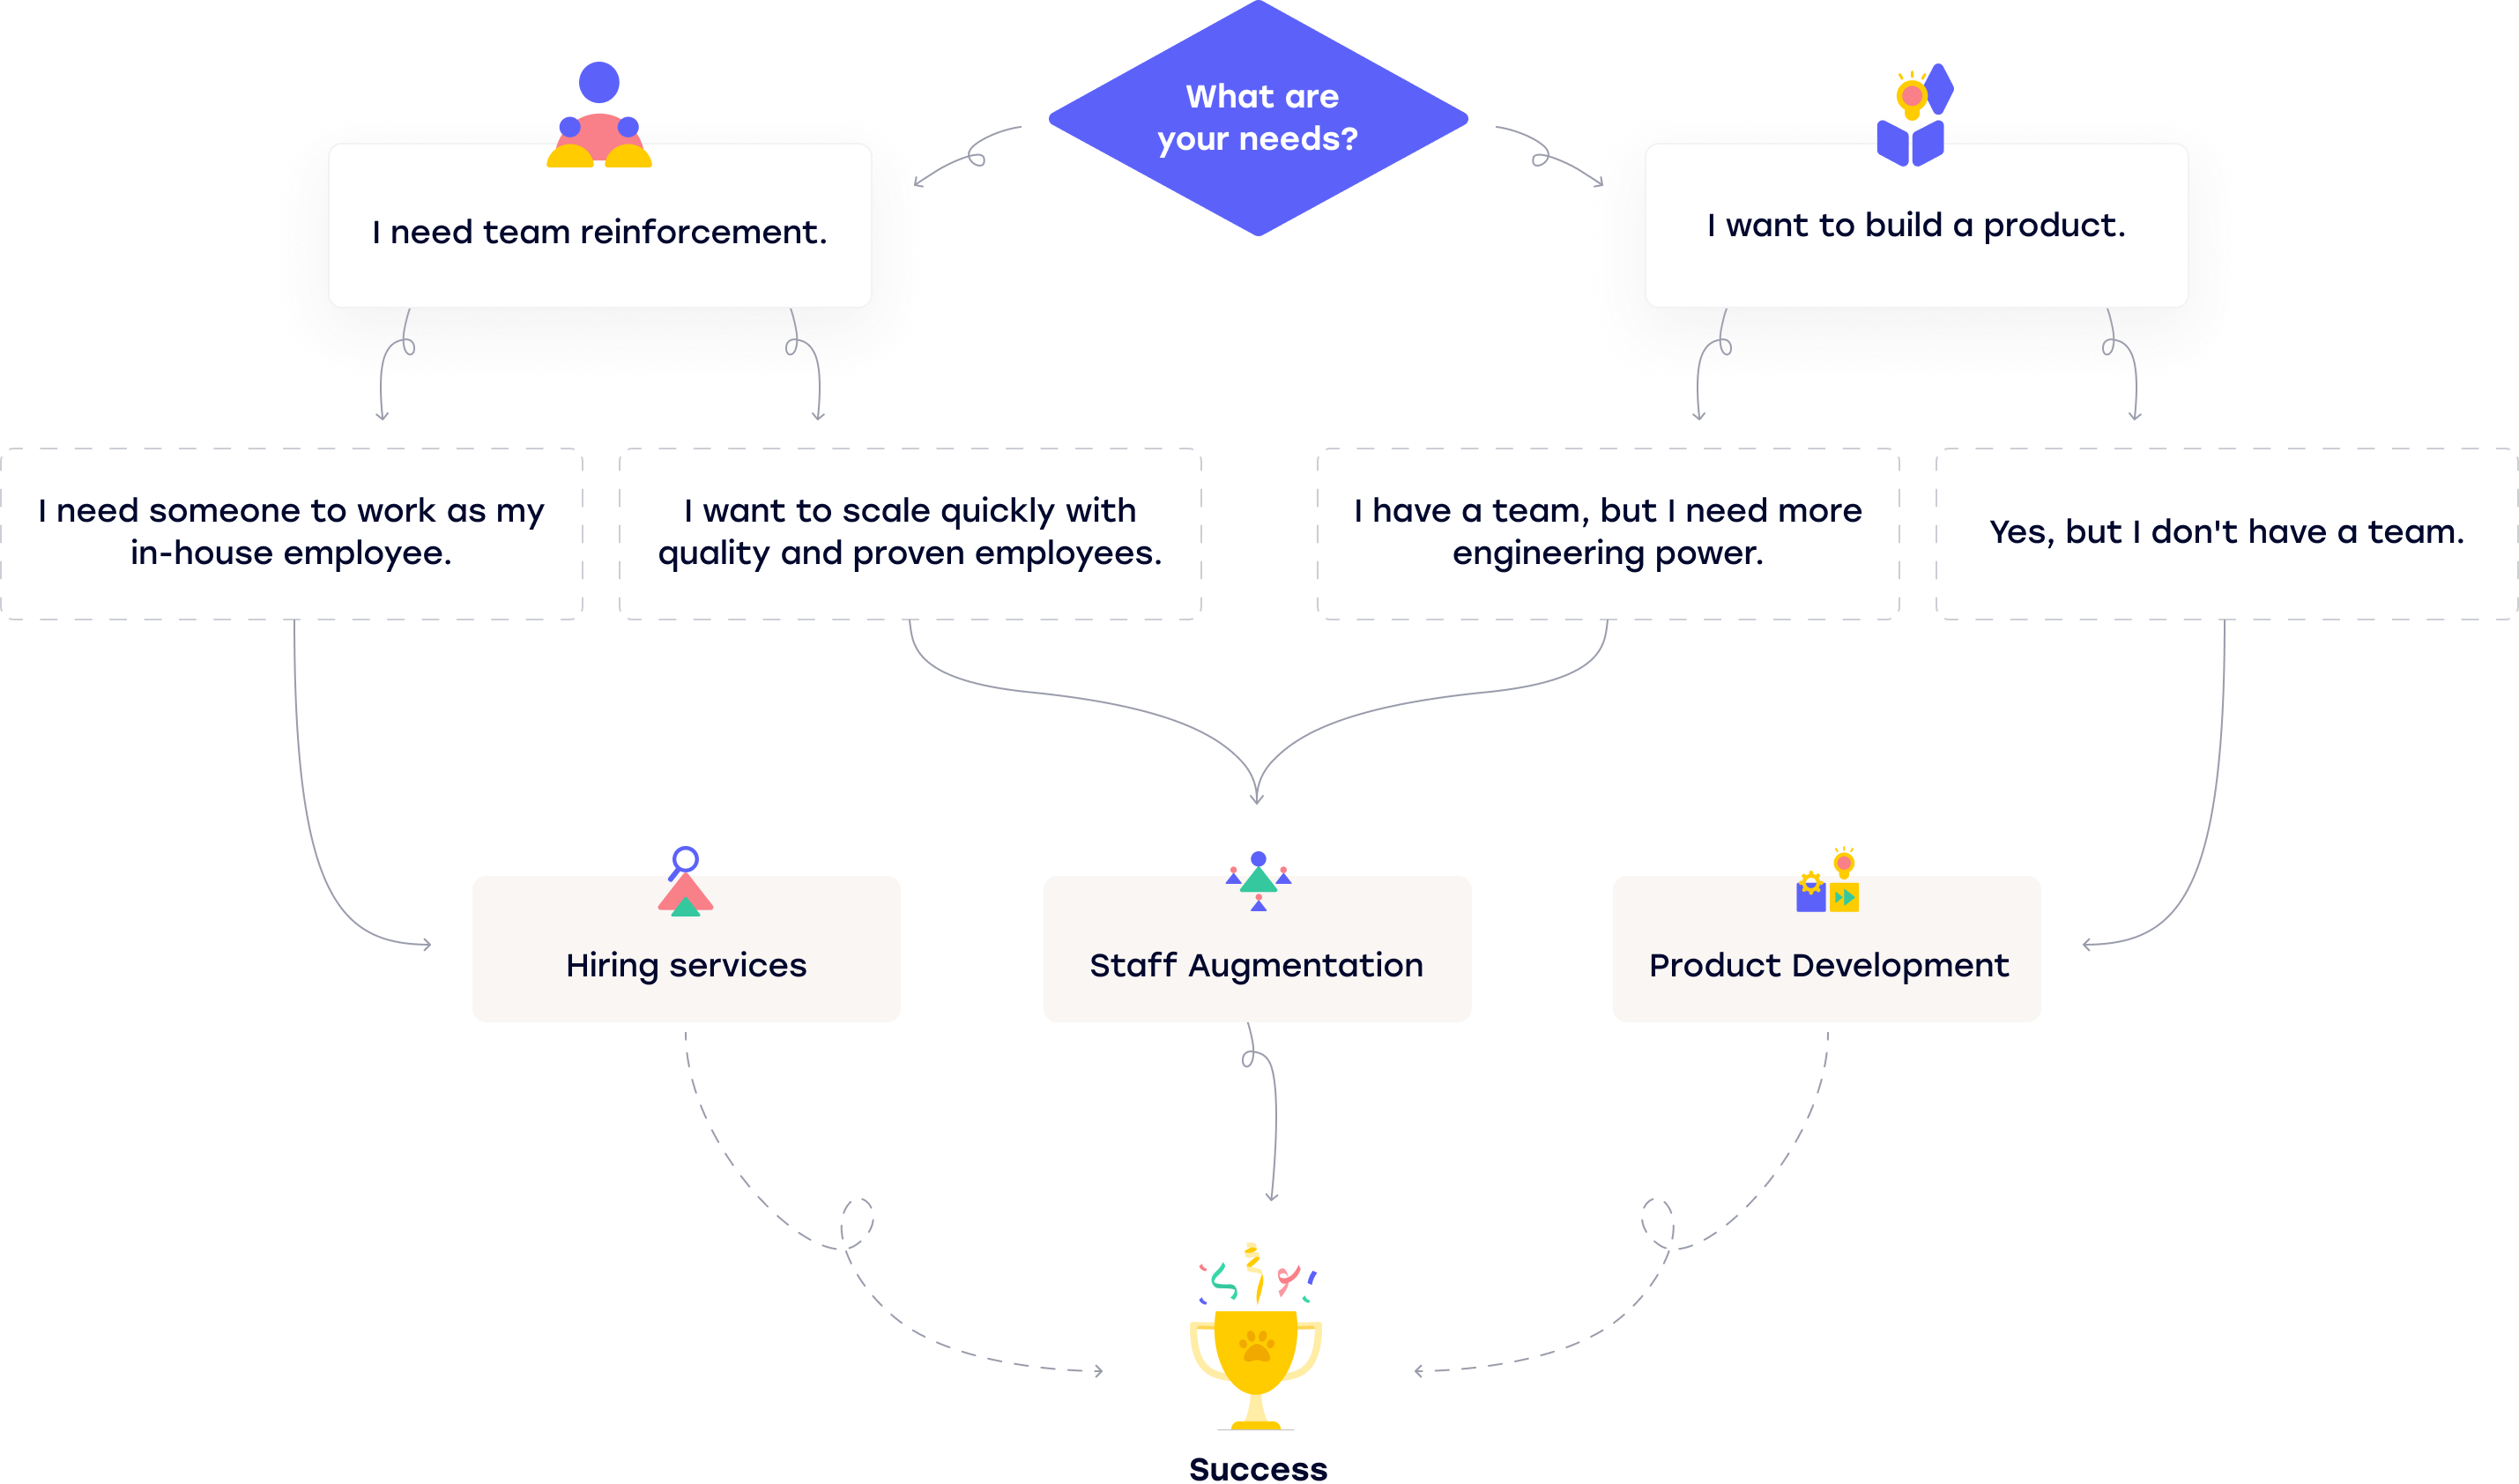 What are
your needs?
I need team reinforcement.
I want to build a product.
I need someone to work as my
in-house employee.
I want to scale quickly with
quality and proven employees.
I have a team, but I need more
engineering power.
Yes, but I don't have a team.
Hiring services
Staff Augmentation
Product Development
Success